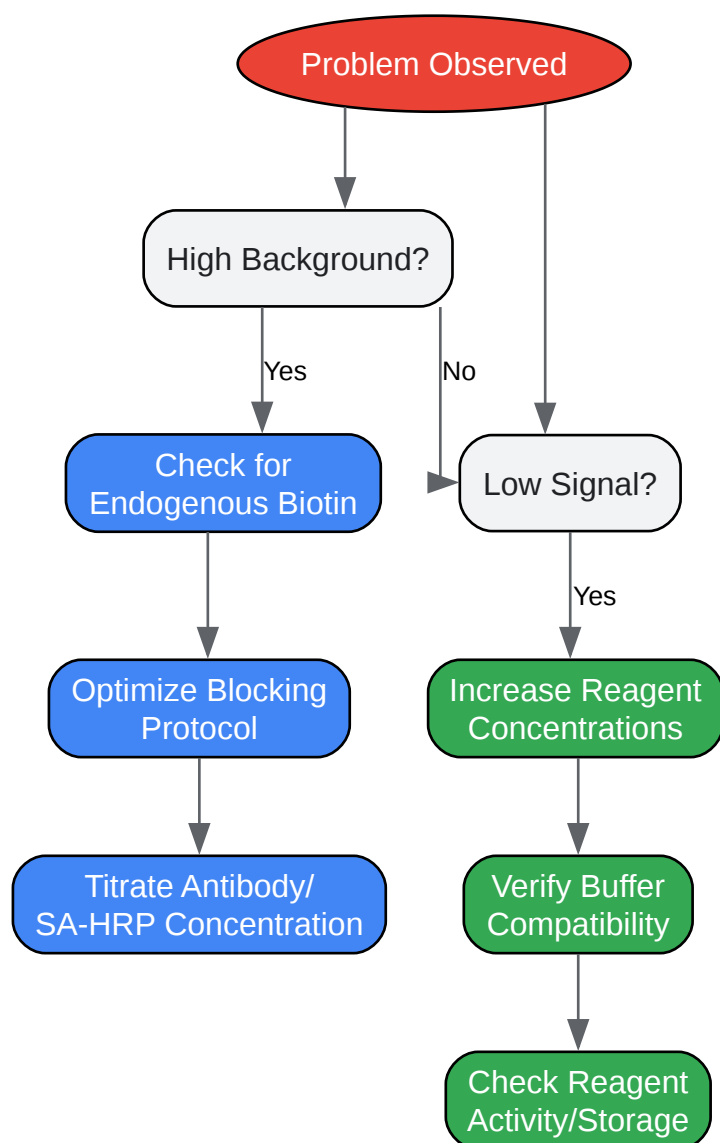 Problem Observed
High Background?
Yes
No
Check for
Endogenous Biotin
Low Signal?
Yes
Optimize Blocking
Protocol
Increase Reagent
Concentrations
Titrate Antibody/
SA-HRP Concentration
Verify Buffer
Compatibility
Check Reagent
Activity/Storage